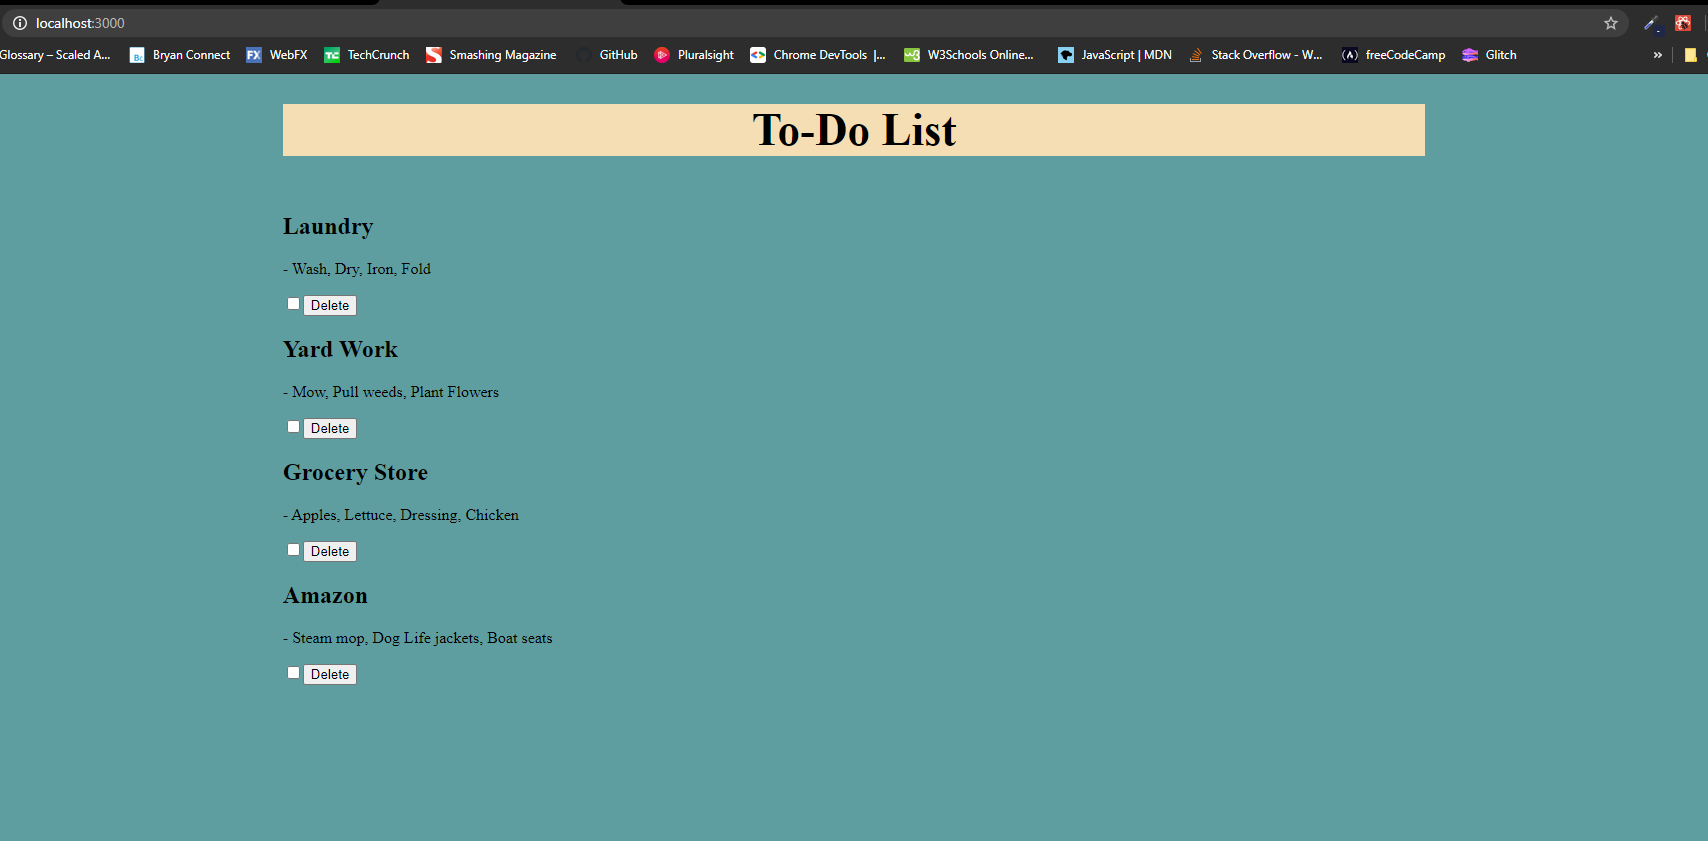 localhost:3000
Glossary – Scaled A... Bryan Connect WebFX TechCrunch Smashing Magazine GitHub Pluralsight Chrome DevTools |... W3Schools Online... JavaScript | MDN Stack Overflow - W... freeCodeCamp Glitch »
To-Do List
Laundry
- Wash, Dry, Iron, Fold
Delete
Yard Work
- Mow, Pull weeds, Plant Flowers
Delete
Grocery Store
- Apples, Lettuce, Dressing, Chicken
Delete
Amazon
- Steam mop, Dog Life jackets, Boat seats
Delete